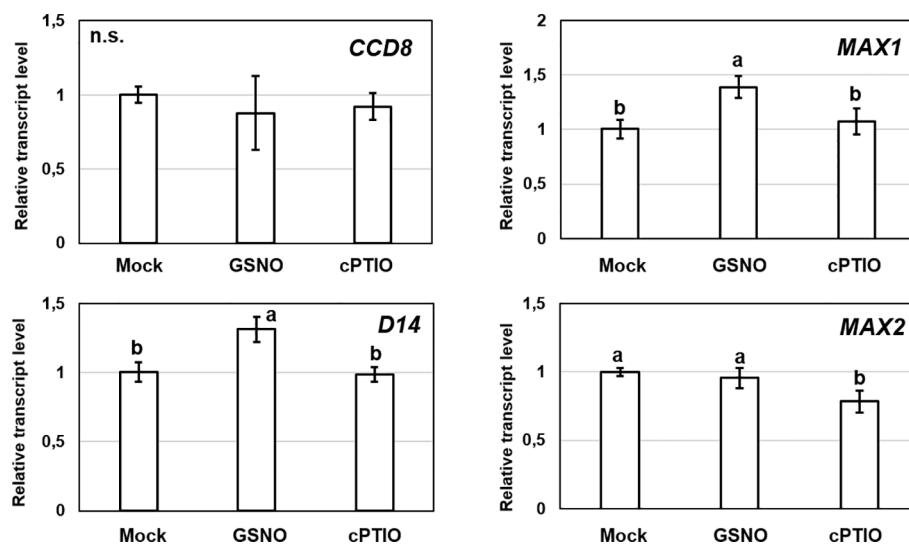 Relative transcript level
1,5
1
0,5
0
n.s.
CCD8
Mock GSNO cPTIO
Relative transcript level
2
1,5
1
0,5
0
MAX1
b a b
Mock GSNO cPTIO
Relative transcript level
1,5
1
0,5
0
D14
b a b
Mock GSNO cPTIO
Relative transcript level
1,5
1
0,5
0
MAX2
a a b
Mock GSNO cPTIO